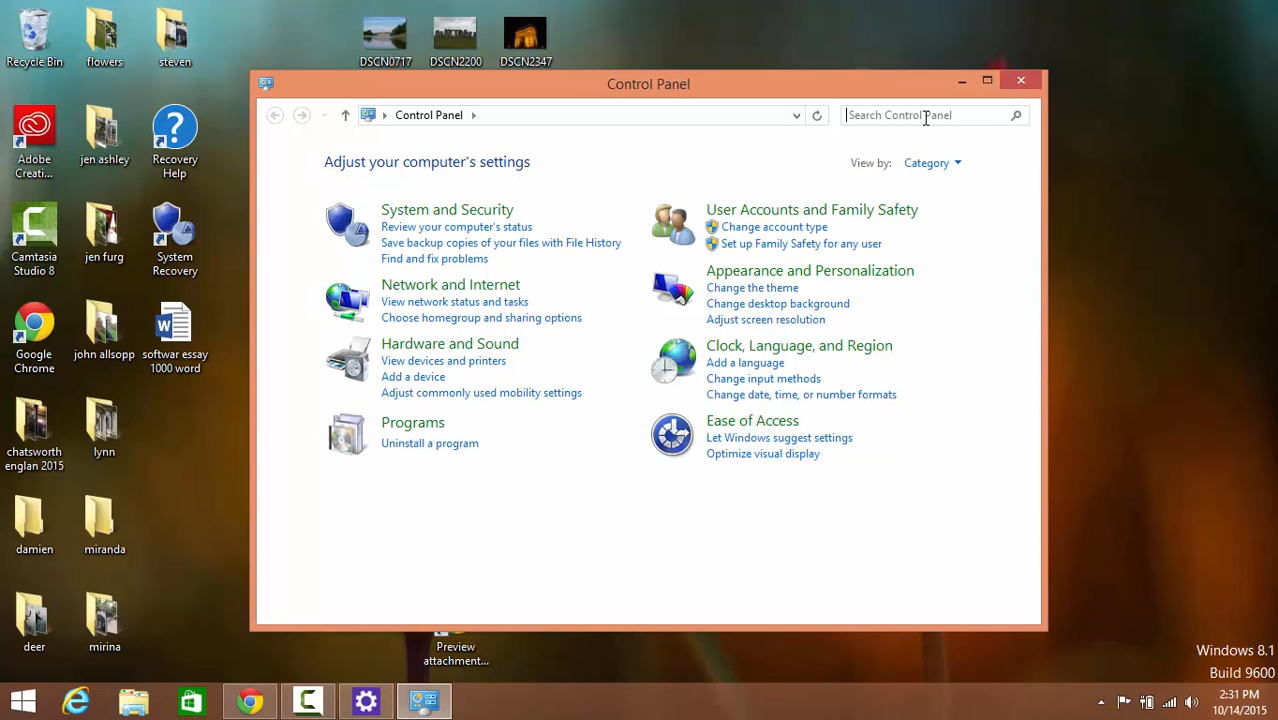 Recycle Bin
flowers
steven
DSCN0717
DSCN2200
DSCN2347
Adobe
Creati...
jen ashley
Recovery
Help
Camtasia
Studio 8
jen furg
System
Recovery
Google
Chrome
john allsopp
softwar essay
1000 word
chatsworth
englan 2015
lynn
damien
miranda
deer
mirina
Control Panel
Control Panel
Search Control Panel
Adjust your computer's settings
View by: Category
System and Security
Review your computer's status
Save backup copies of your files with File History
Find and fix problems
Network and Internet
View network status and tasks
Choose homegroup and sharing options
Hardware and Sound
View devices and printers
Add a device
Adjust commonly used mobility settings
Programs
Uninstall a program
User Accounts and Family Safety
Change account type
Set up Family Safety for any user
Appearance and Personalization
Change the theme
Change desktop background
Adjust screen resolution
Clock, Language, and Region
Add a language
Change input methods
Change date, time, or number formats
Ease of Access
Let Windows suggest settings
Optimize visual display
Preview
attachment...
Windows 8.1
Build 9600
2:31 PM
10/14/2015